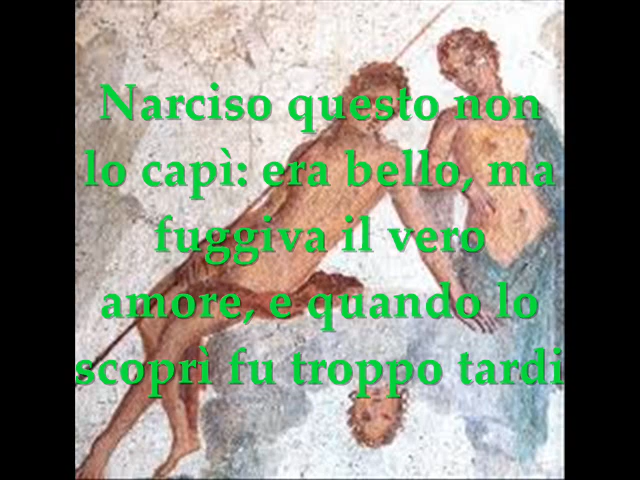 Narciso questo non
lo capì: era bello, ma
fuggiva il vero
amore, e quando lo
scoprì fu troppo tardi